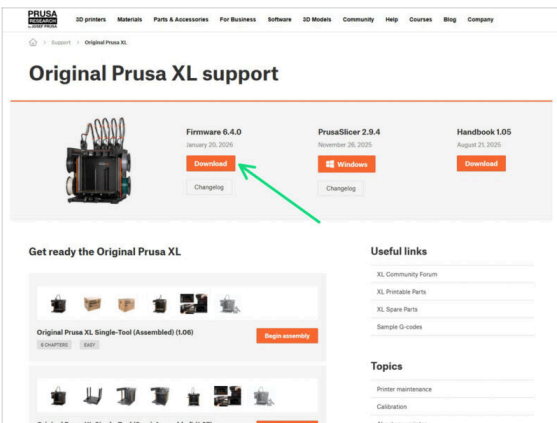 PRUSA
RESEARCH
by JOSEF PRUSA
3D printers Materials Parts & Accessories For Business Software 3D Models Community Help Courses Blog Company
Support Original Prusa XL
Original Prusa XL support
Firmware 6.4.0
January 20, 2026
Download
Changelog
PrusaSlicer 2.9.4
November 26, 2025
Windows
Changelog
Handbook 1.05
August 21, 2025
Download
Get ready the Original Prusa XL
Original Prusa XL Single-Tool (Assembled) (1.06)
8 CHAPTERS EASY
Begin assembly
Useful links
XL Community Forum
XL Printable Parts
XL Spare Parts
Sample G-codes
Topics
Printer maintenance
Calibration